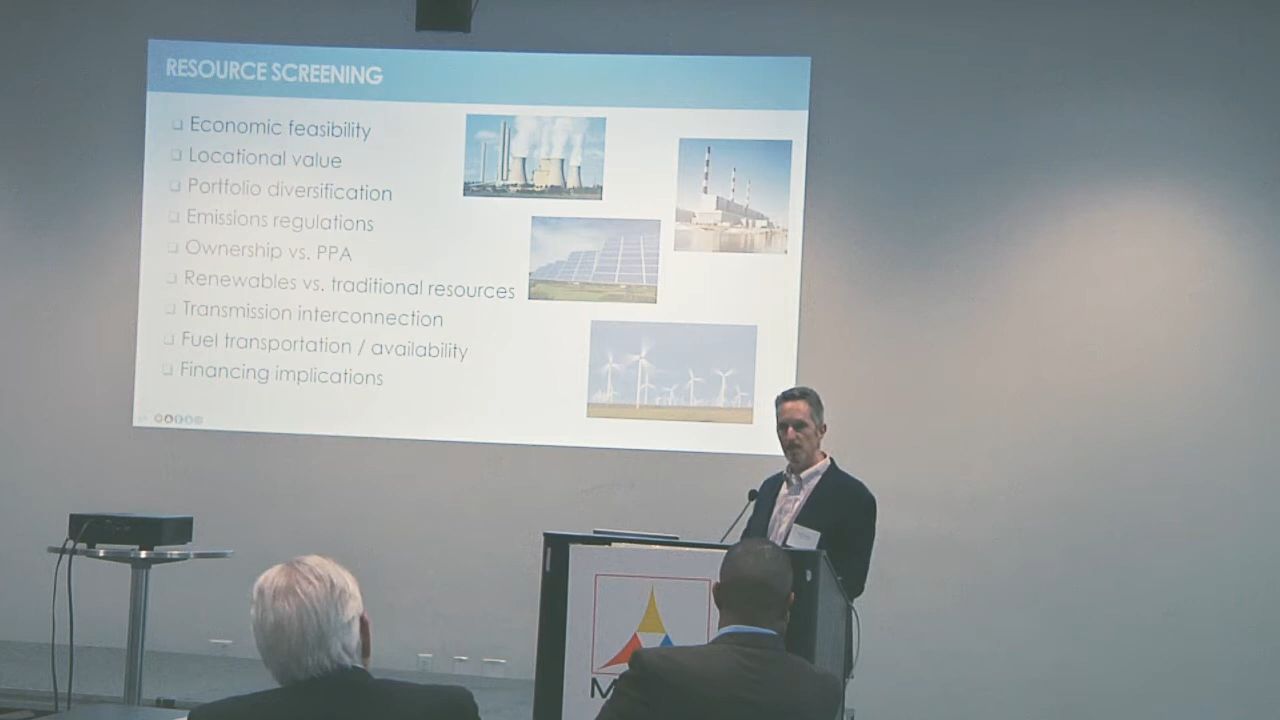 RESOURCE SCREENING
Economic feasibility
Locational value
Portfolio diversification
Emissions regulations
Ownership vs. PPA
Renewables vs. traditional resources
Transmission interconnection
Fuel transportation / availability
Financing implications